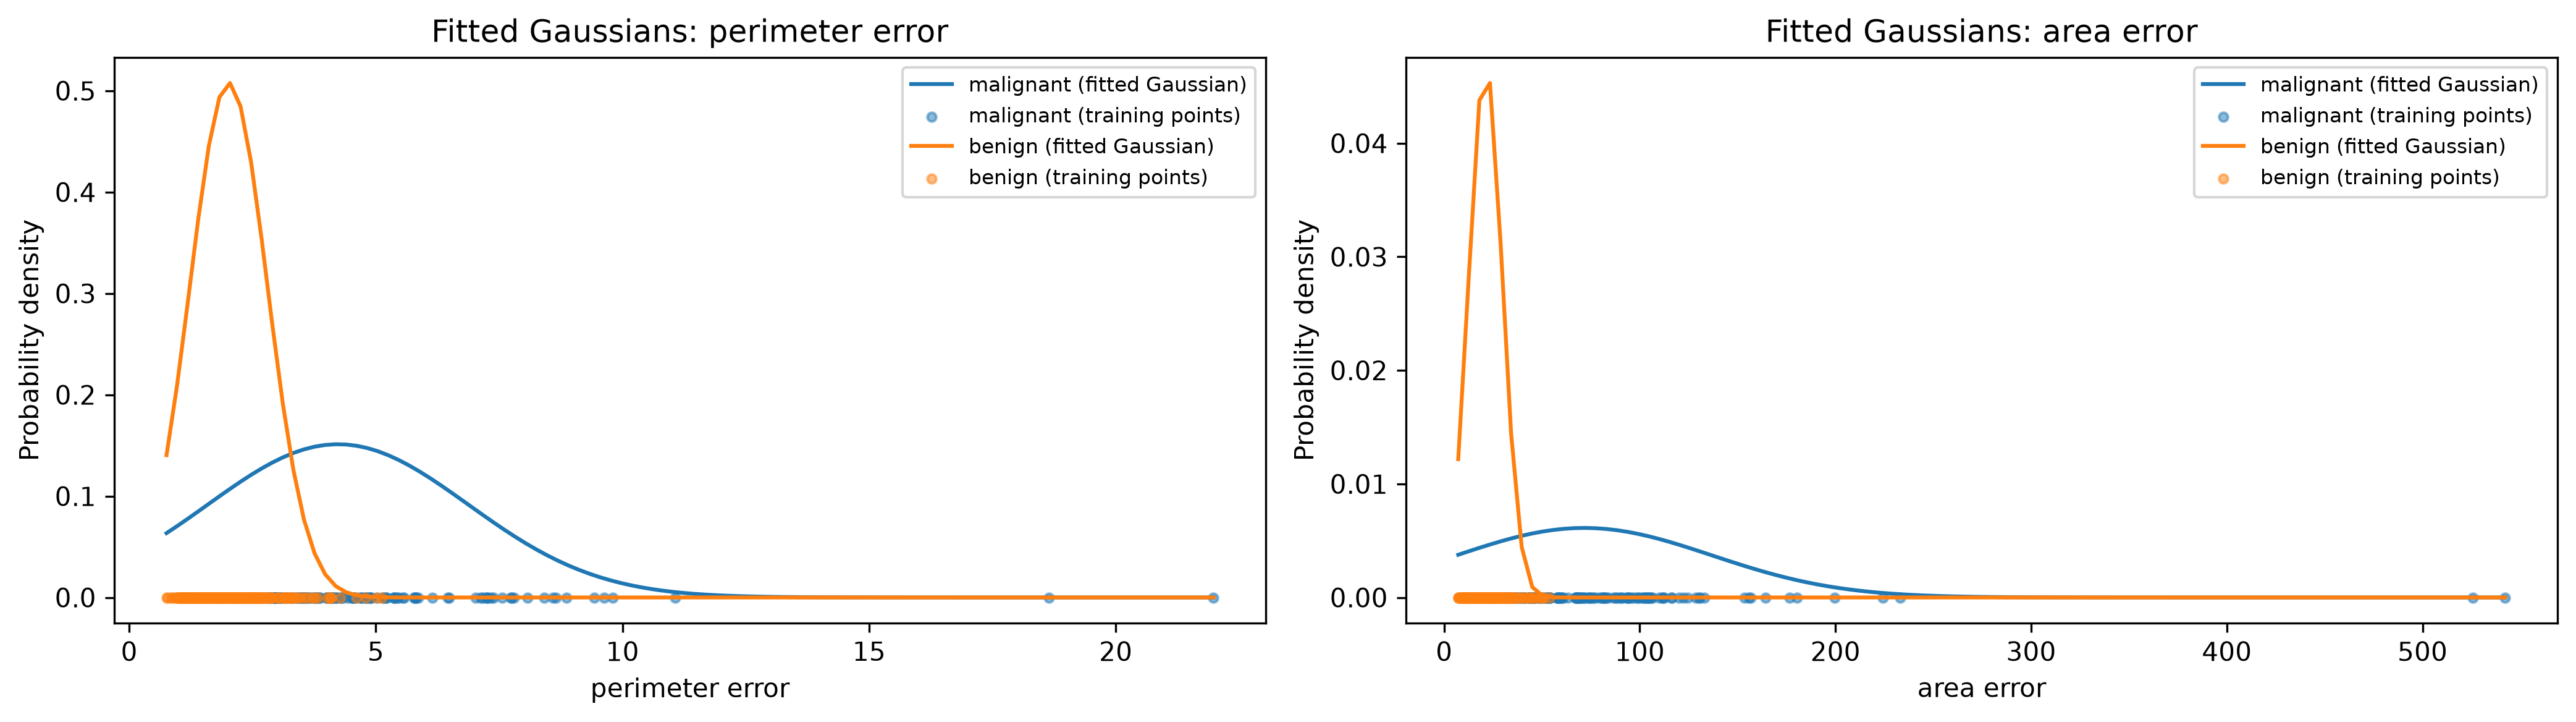 Fitted Gaussians: perimeter error
Probability density
0.5
0.4
0.3
0.2
0.1
0.0
0
5
10
15
20
perimeter error
malignant (fitted Gaussian)
malignant (training points)
benign (fitted Gaussian)
benign (training points)
Fitted Gaussians: area error
Probability density
0.04
0.03
0.02
0.01
0.00
0
100
200
300
400
500
area error
malignant (fitted Gaussian)
malignant (training points)
benign (fitted Gaussian)
benign (training points)